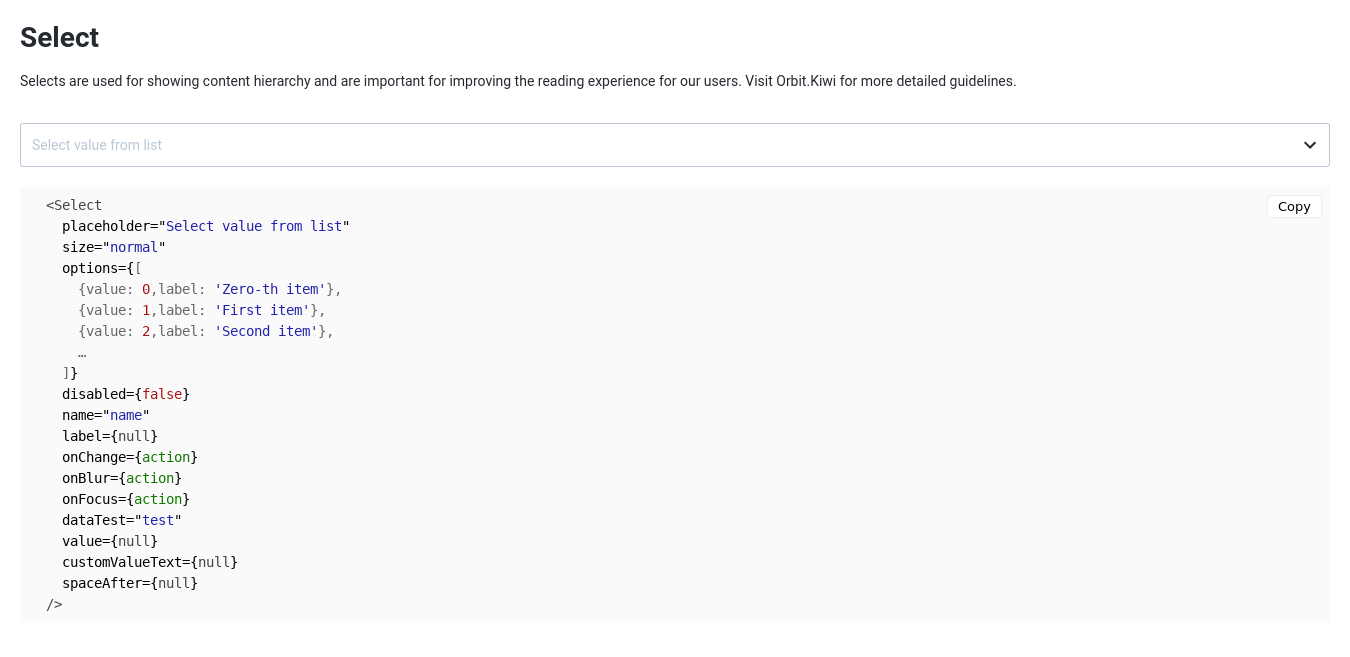 Select
Selects are used for showing content hierarchy and are important for improving the reading experience for our users. Visit Orbit.Kiwi for more detailed guidelines.
Select value from list
Copy
<Select
  placeholder="Select value from list"
  size="normal"
  options={[
    {value: 0,label: 'Zero-th item'},
    {value: 1,label: 'First item'},
    {value: 2,label: 'Second item'},
    …
  ]}
  disabled={false}
  name="name"
  label={null}
  onChange={action}
  onBlur={action}
  onFocus={action}
  dataTest="test"
  value={null}
  customValueText={null}
  spaceAfter={null}
/>